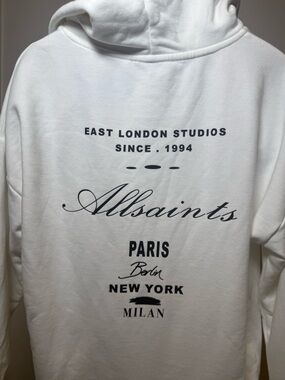 EAST LONDON STUDIOS
SINCE . 1994
Allsaints
PARIS
Berlin
NEW YORK
MILAN